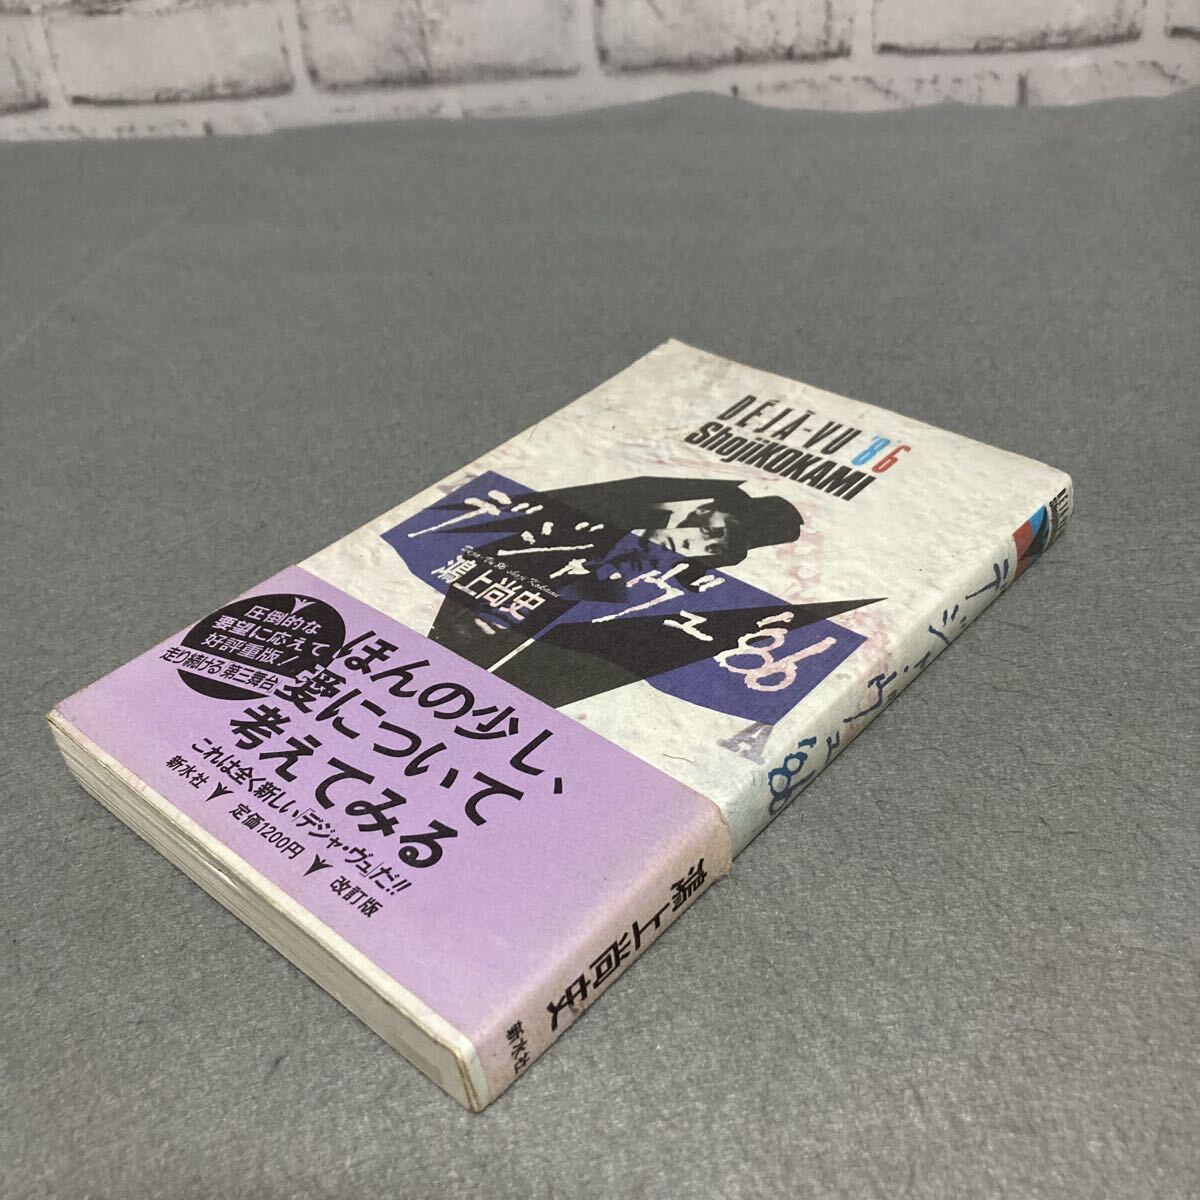 DÉJÀ-VU '86
ShojiKOKAMI
デジャ・ヴュ'86
鴻上尚史
圧倒的な
要望に応えて
好評重版！
走り続ける第三舞台
ほんの少し、
愛について
考えてみる
これは全く新しい「デジャ・ヴュ」だ!!
新水社
定価1200円
改訂版
デジャ・ヴュ'86
鴻上尚史
新水社